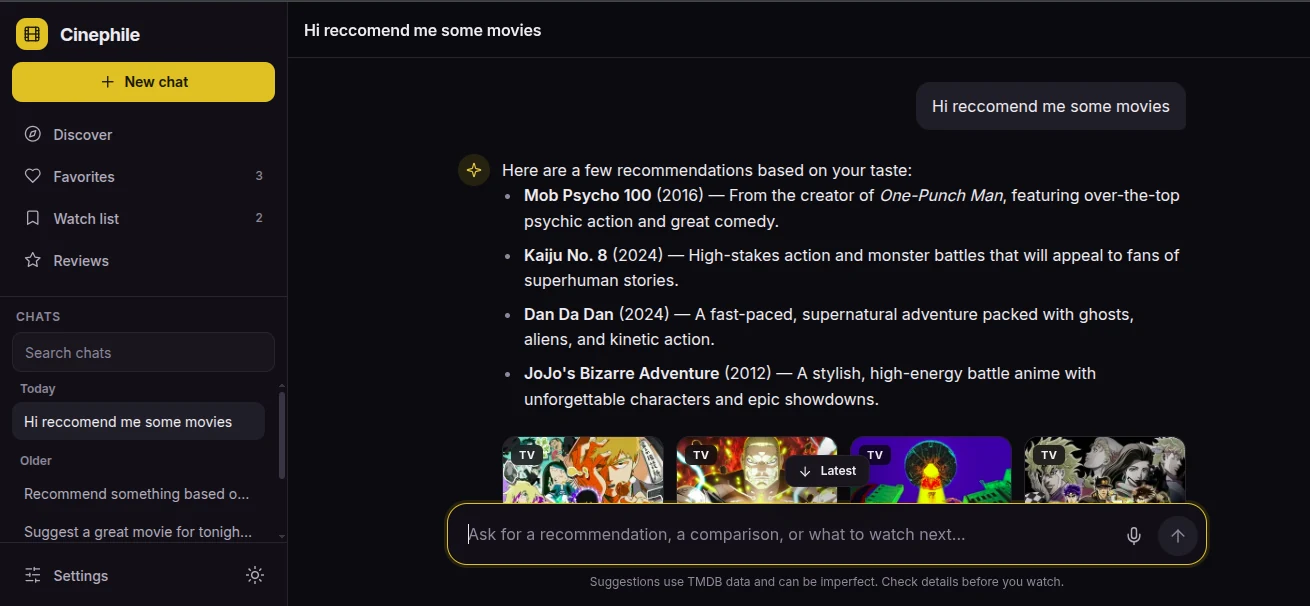 Cinephile
New chat
Discover
Favorites 3
Watch list 2
Reviews
CHATS
Search chats
Today
Hi reccomend me some movies
Older
Recommend something based o...
Suggest a great movie for tonigh...
Settings
Hi reccomend me some movies
Hi reccomend me some movies
Here are a few recommendations based on your taste:
Mob Psycho 100 (2016) — From the creator of One-Punch Man, featuring over-the-top
psychic action and great comedy.
Kaiju No. 8 (2024) — High-stakes action and monster battles that will appeal to fans of
superhuman stories.
Dan Da Dan (2024) — A fast-paced, supernatural adventure packed with ghosts,
aliens, and kinetic action.
JoJo's Bizarre Adventure (2012) — A stylish, high-energy battle anime with
unforgettable characters and epic showdowns.
TV
TV
TV
TV
Latest
Ask for a recommendation, a comparison, or what to watch next...
Suggestions use TMDB data and can be imperfect. Check details before you watch.